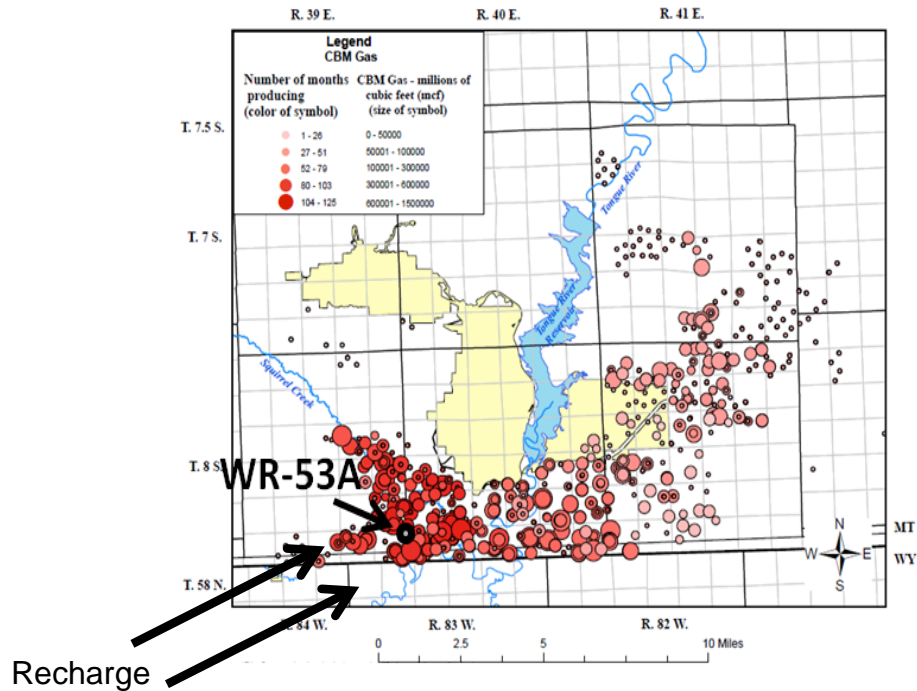 R. 39 E. R. 40 E. R. 41 E.
Legend
CBM Gas
Number of months CBM Gas - millions of
producing cubic feet (mcf)
(color of symbol) (size of symbol)
1 - 26 0 - 50000
27 - 51 50001 - 100000
52 - 79 100001 - 300000
80 - 103 300001 - 600000
104 - 125 600001 - 1500000
T. 7.5 S.
Tongue River
T. 7 S.
Tongue River
Reservoir
Squirrel Creek
T. 8 S.
WR-53A
N
MT
W E
WY
S
T. 58 N.
84 W. R. 83 W. R. 82 W.
0 2.5 5 10 Miles
Recharge